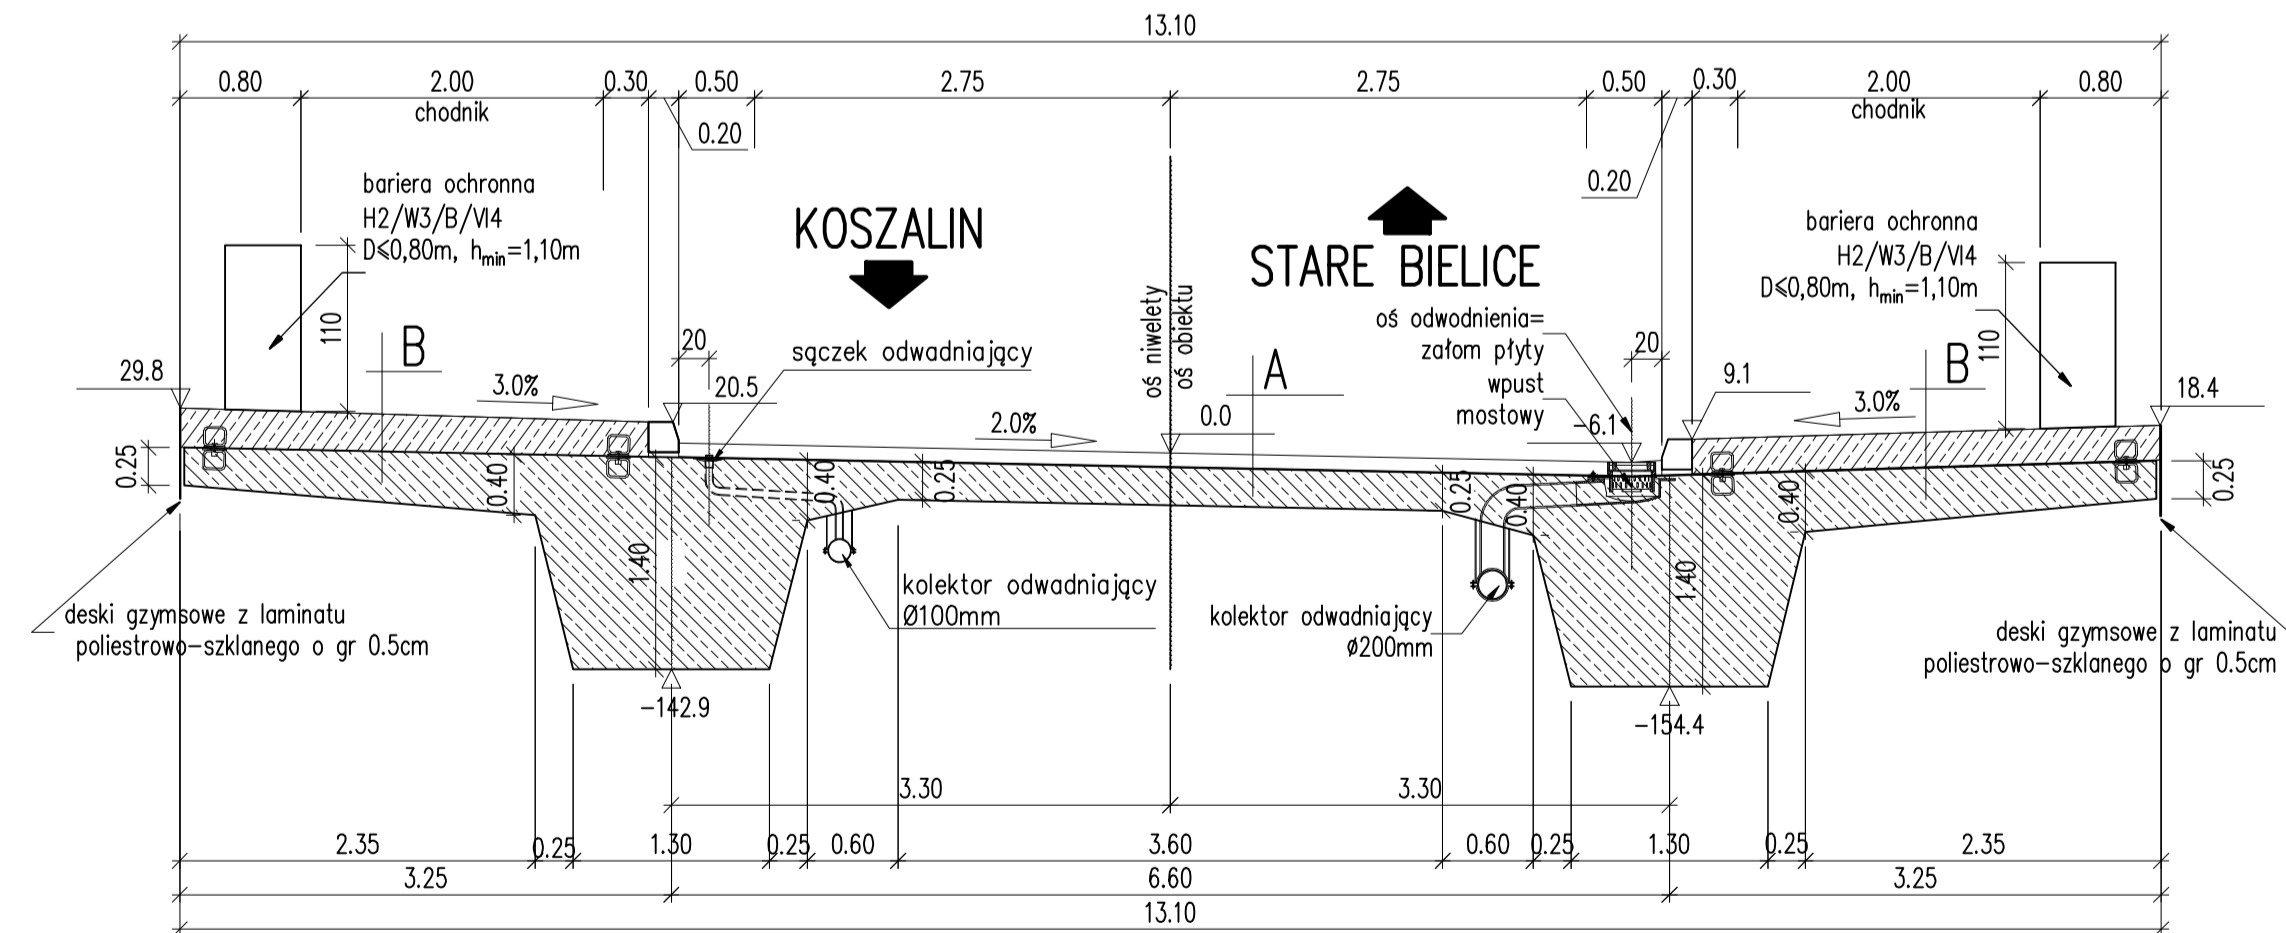 13.10
0.80 2.00 0.30 0.50 2.75 2.75 0.50 0.30 2.00 0.80
chodnik chodnik
0.20
0.20
bariera ochronna
H2/W3/B/VI4
D≤0,80m, hmin=1,10m
KOSZALIN
STARE BIELICE
bariera ochronna
H2/W3/B/VI4
D≤0,80m, hmin=1,10m
oś niwelety
oś obiektu
oś odwodnienia=
załom płyty
wpust
mostowy
110
B
20
sączek odwadniający
A
20
B
110
29.8
3.0%
20.5
2.0%
0.0
-6.1
9.1
3.0%
18.4
0.25
0.40
1.40
0.40
0.25
0.25
0.40
1.40
0.40
0.25
kolektor odwadniający
Ø100mm
kolektor odwadniający
Ø200mm
deski gzymsowe z laminatu
poliestrowo-szklanego o gr 0.5cm
deski gzymsowe z laminatu
poliestrowo-szklanego o gr 0.5cm
-142.9
-154.4
3.30 3.30
2.35 0.25 1.30 0.25 0.60 3.60 0.60 0.25 1.30 0.25 2.35
3.25 6.60 3.25
13.10